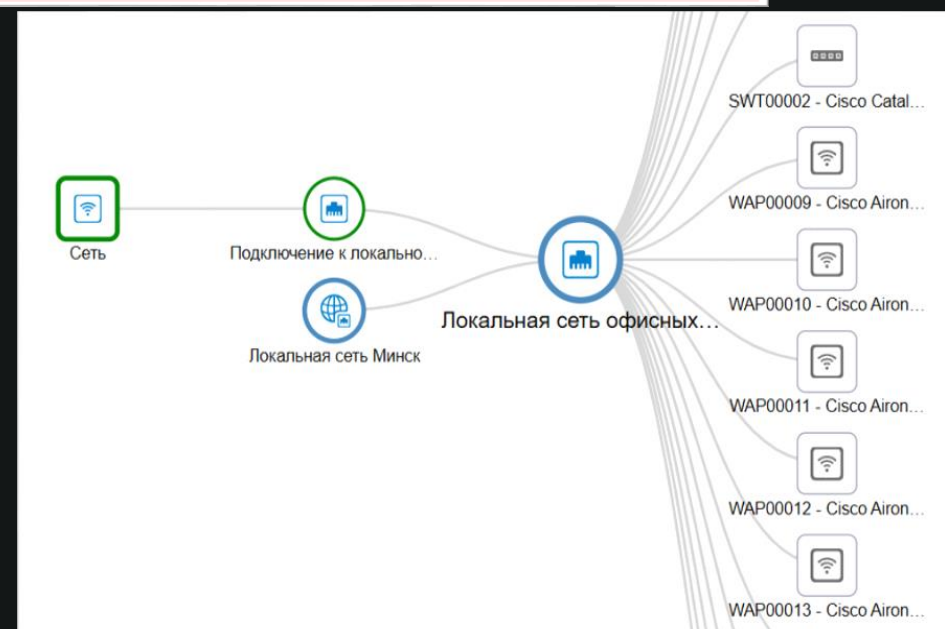 SWT00002 - Cisco Catal...
WAP00009 - Cisco Airon...
Сеть
Подключение к локально...
WAP00010 - Cisco Airon...
Локальная сеть офисных...
Локальная сеть Минск
WAP00011 - Cisco Airon...
WAP00012 - Cisco Airon...
WAP00013 - Cisco Airon...